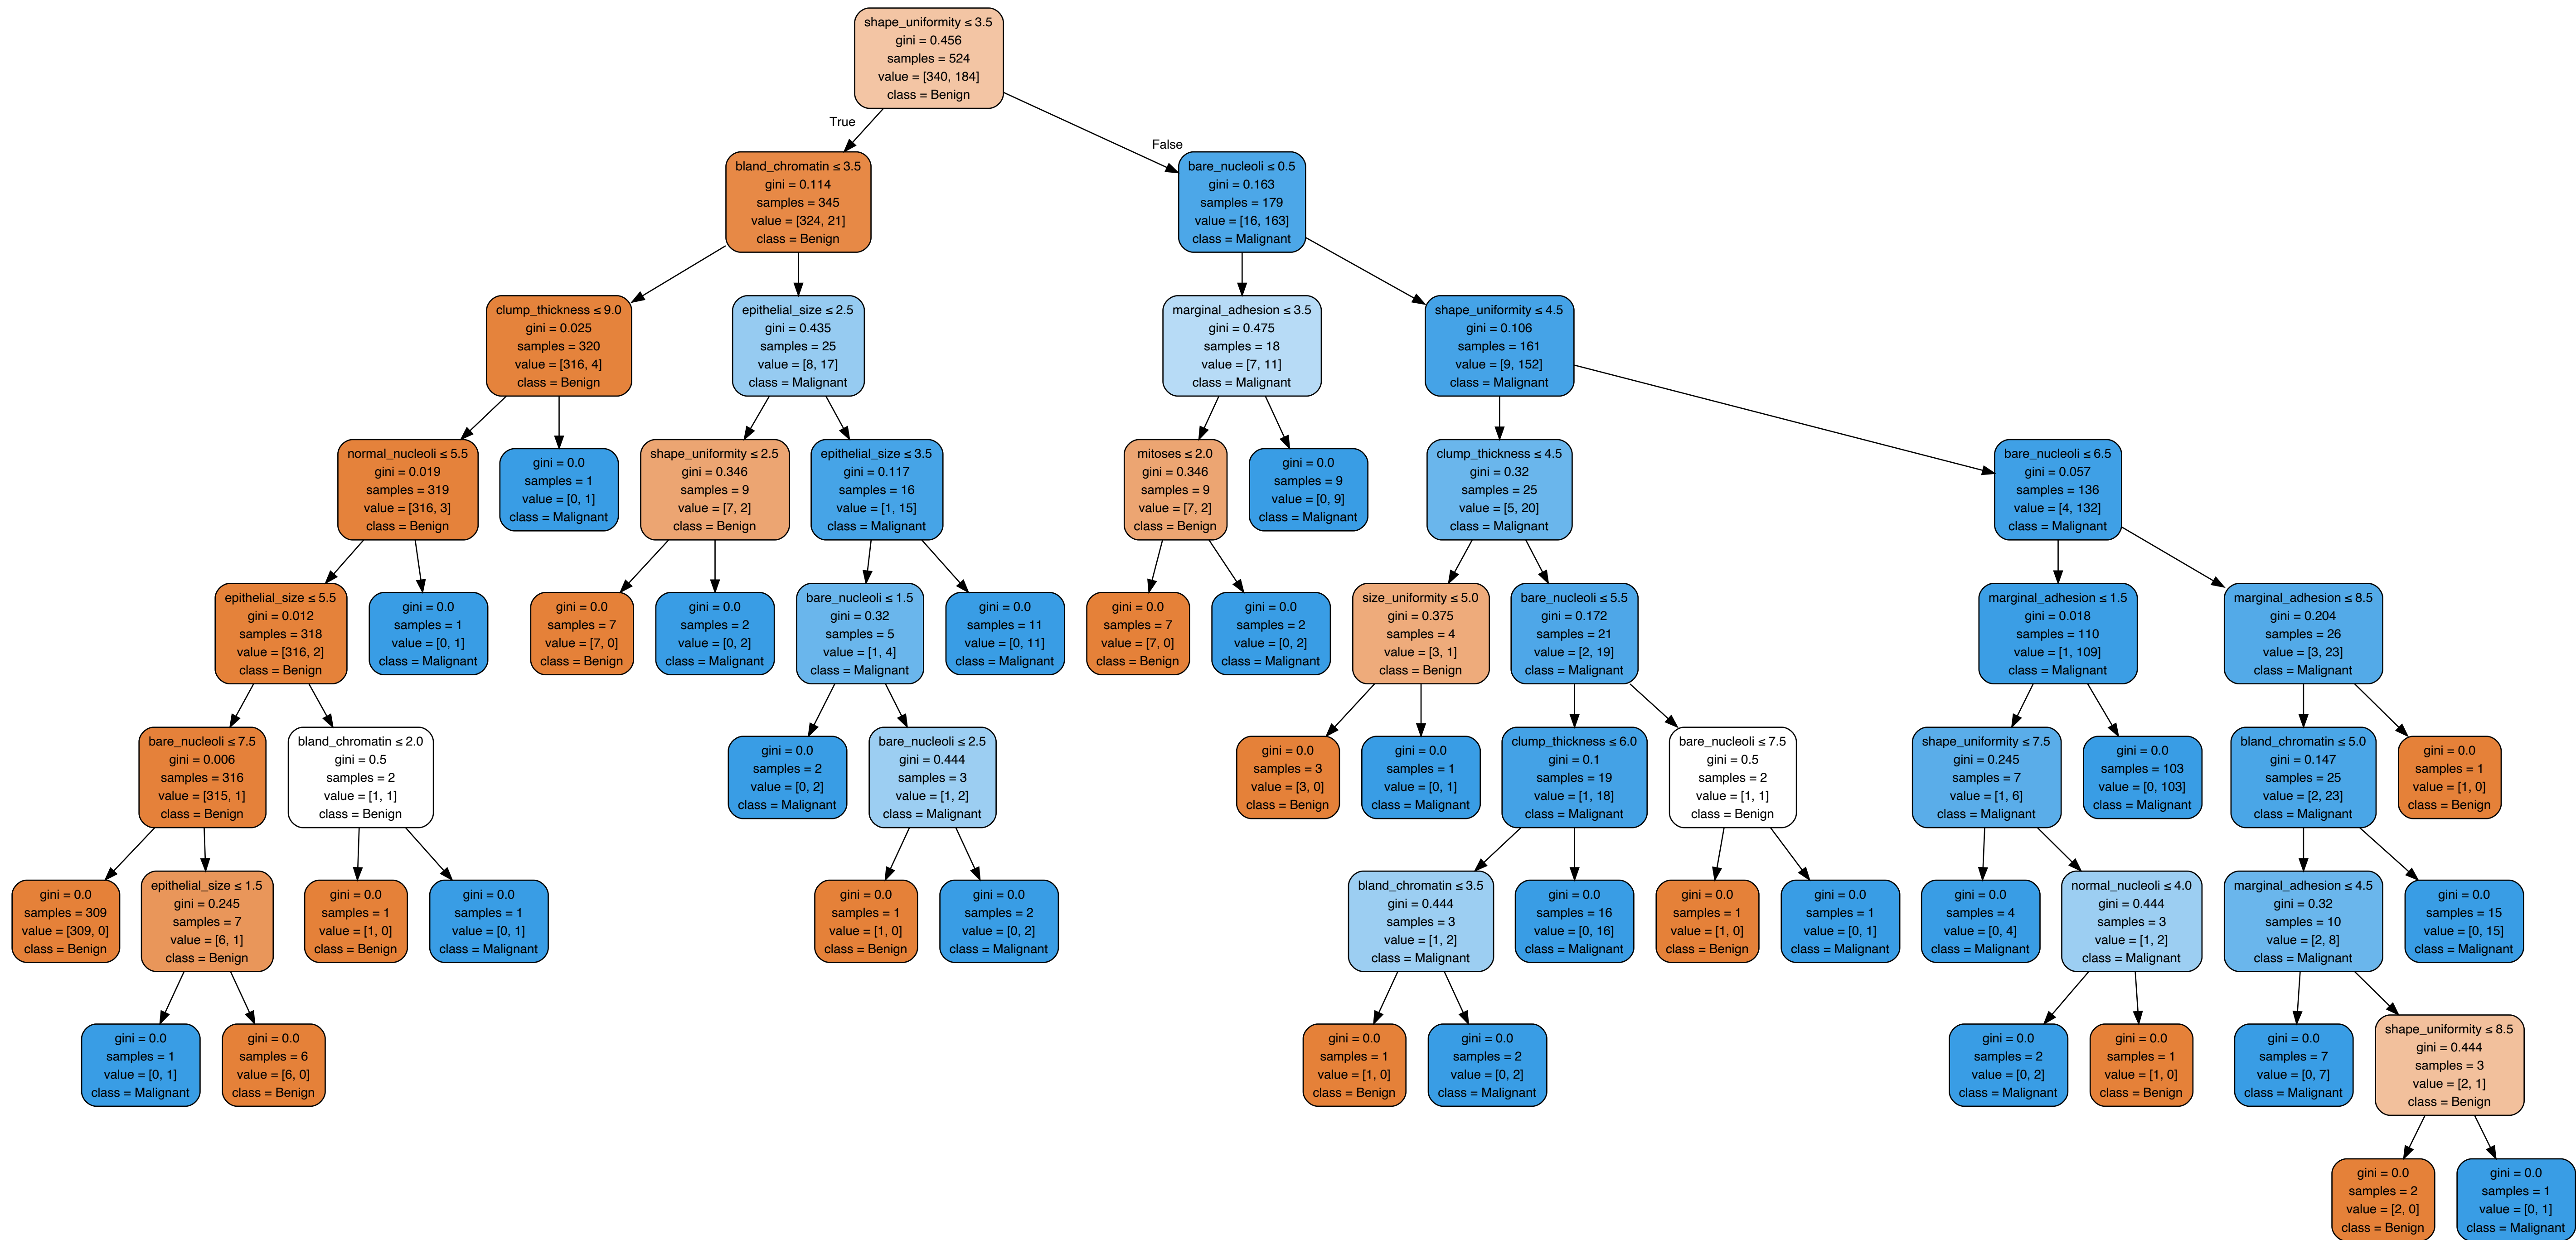 shape_uniformity ≤ 3.5
gini = 0.456
samples = 524
value = [340, 184]
class = Benign
True
False
bland_chromatin ≤ 3.5
gini = 0.114
samples = 345
value = [324, 21]
class = Benign
bare_nucleoli ≤ 0.5
gini = 0.163
samples = 179
value = [16, 163]
class = Malignant
clump_thickness ≤ 9.0
gini = 0.025
samples = 320
value = [316, 4]
class = Benign
epithelial_size ≤ 2.5
gini = 0.435
samples = 25
value = [8, 17]
class = Malignant
marginal_adhesion ≤ 3.5
gini = 0.475
samples = 18
value = [7, 11]
class = Malignant
shape_uniformity ≤ 4.5
gini = 0.106
samples = 161
value = [9, 152]
class = Malignant
normal_nucleoli ≤ 5.5
gini = 0.019
samples = 319
value = [316, 3]
class = Benign
gini = 0.0
samples = 1
value = [0, 1]
class = Malignant
shape_uniformity ≤ 2.5
gini = 0.346
samples = 9
value = [7, 2]
class = Benign
epithelial_size ≤ 3.5
gini = 0.117
samples = 16
value = [1, 15]
class = Malignant
mitoses ≤ 2.0
gini = 0.346
samples = 9
value = [7, 2]
class = Benign
gini = 0.0
samples = 9
value = [0, 9]
class = Malignant
clump_thickness ≤ 4.5
gini = 0.32
samples = 25
value = [5, 20]
class = Malignant
bare_nucleoli ≤ 6.5
gini = 0.057
samples = 136
value = [4, 132]
class = Malignant
epithelial_size ≤ 5.5
gini = 0.012
samples = 318
value = [316, 2]
class = Benign
gini = 0.0
samples = 1
value = [0, 1]
class = Malignant
gini = 0.0
samples = 7
value = [7, 0]
class = Benign
gini = 0.0
samples = 2
value = [0, 2]
class = Malignant
bare_nucleoli ≤ 1.5
gini = 0.32
samples = 5
value = [1, 4]
class = Malignant
gini = 0.0
samples = 11
value = [0, 11]
class = Malignant
gini = 0.0
samples = 7
value = [7, 0]
class = Benign
gini = 0.0
samples = 2
value = [0, 2]
class = Malignant
size_uniformity ≤ 5.0
gini = 0.375
samples = 4
value = [3, 1]
class = Benign
bare_nucleoli ≤ 5.5
gini = 0.172
samples = 21
value = [2, 19]
class = Malignant
marginal_adhesion ≤ 1.5
gini = 0.018
samples = 110
value = [1, 109]
class = Malignant
marginal_adhesion ≤ 8.5
gini = 0.204
samples = 26
value = [3, 23]
class = Malignant
bare_nucleoli ≤ 7.5
gini = 0.006
samples = 316
value = [315, 1]
class = Benign
bland_chromatin ≤ 2.0
gini = 0.5
samples = 2
value = [1, 1]
class = Benign
gini = 0.0
samples = 2
value = [0, 2]
class = Malignant
bare_nucleoli ≤ 2.5
gini = 0.444
samples = 3
value = [1, 2]
class = Malignant
gini = 0.0
samples = 3
value = [3, 0]
class = Benign
gini = 0.0
samples = 1
value = [0, 1]
class = Malignant
clump_thickness ≤ 6.0
gini = 0.1
samples = 19
value = [1, 18]
class = Malignant
bare_nucleoli ≤ 7.5
gini = 0.5
samples = 2
value = [1, 1]
class = Benign
shape_uniformity ≤ 7.5
gini = 0.245
samples = 7
value = [1, 6]
class = Malignant
gini = 0.0
samples = 103
value = [0, 103]
class = Malignant
bland_chromatin ≤ 5.0
gini = 0.147
samples = 25
value = [2, 23]
class = Malignant
gini = 0.0
samples = 1
value = [1, 0]
class = Benign
gini = 0.0
samples = 309
value = [309, 0]
class = Benign
epithelial_size ≤ 1.5
gini = 0.245
samples = 7
value = [6, 1]
class = Benign
gini = 0.0
samples = 1
value = [1, 0]
class = Benign
gini = 0.0
samples = 1
value = [0, 1]
class = Malignant
gini = 0.0
samples = 1
value = [1, 0]
class = Benign
gini = 0.0
samples = 2
value = [0, 2]
class = Malignant
bland_chromatin ≤ 3.5
gini = 0.444
samples = 3
value = [1, 2]
class = Malignant
gini = 0.0
samples = 16
value = [0, 16]
class = Malignant
gini = 0.0
samples = 1
value = [1, 0]
class = Benign
gini = 0.0
samples = 1
value = [0, 1]
class = Malignant
gini = 0.0
samples = 4
value = [0, 4]
class = Malignant
normal_nucleoli ≤ 4.0
gini = 0.444
samples = 3
value = [1, 2]
class = Malignant
marginal_adhesion ≤ 4.5
gini = 0.32
samples = 10
value = [2, 8]
class = Malignant
gini = 0.0
samples = 15
value = [0, 15]
class = Malignant
gini = 0.0
samples = 1
value = [0, 1]
class = Malignant
gini = 0.0
samples = 6
value = [6, 0]
class = Benign
gini = 0.0
samples = 1
value = [1, 0]
class = Benign
gini = 0.0
samples = 2
value = [0, 2]
class = Malignant
gini = 0.0
samples = 2
value = [0, 2]
class = Malignant
gini = 0.0
samples = 1
value = [1, 0]
class = Benign
gini = 0.0
samples = 7
value = [0, 7]
class = Malignant
shape_uniformity ≤ 8.5
gini = 0.444
samples = 3
value = [2, 1]
class = Benign
gini = 0.0
samples = 2
value = [2, 0]
class = Benign
gini = 0.0
samples = 1
value = [0, 1]
class = Malignant